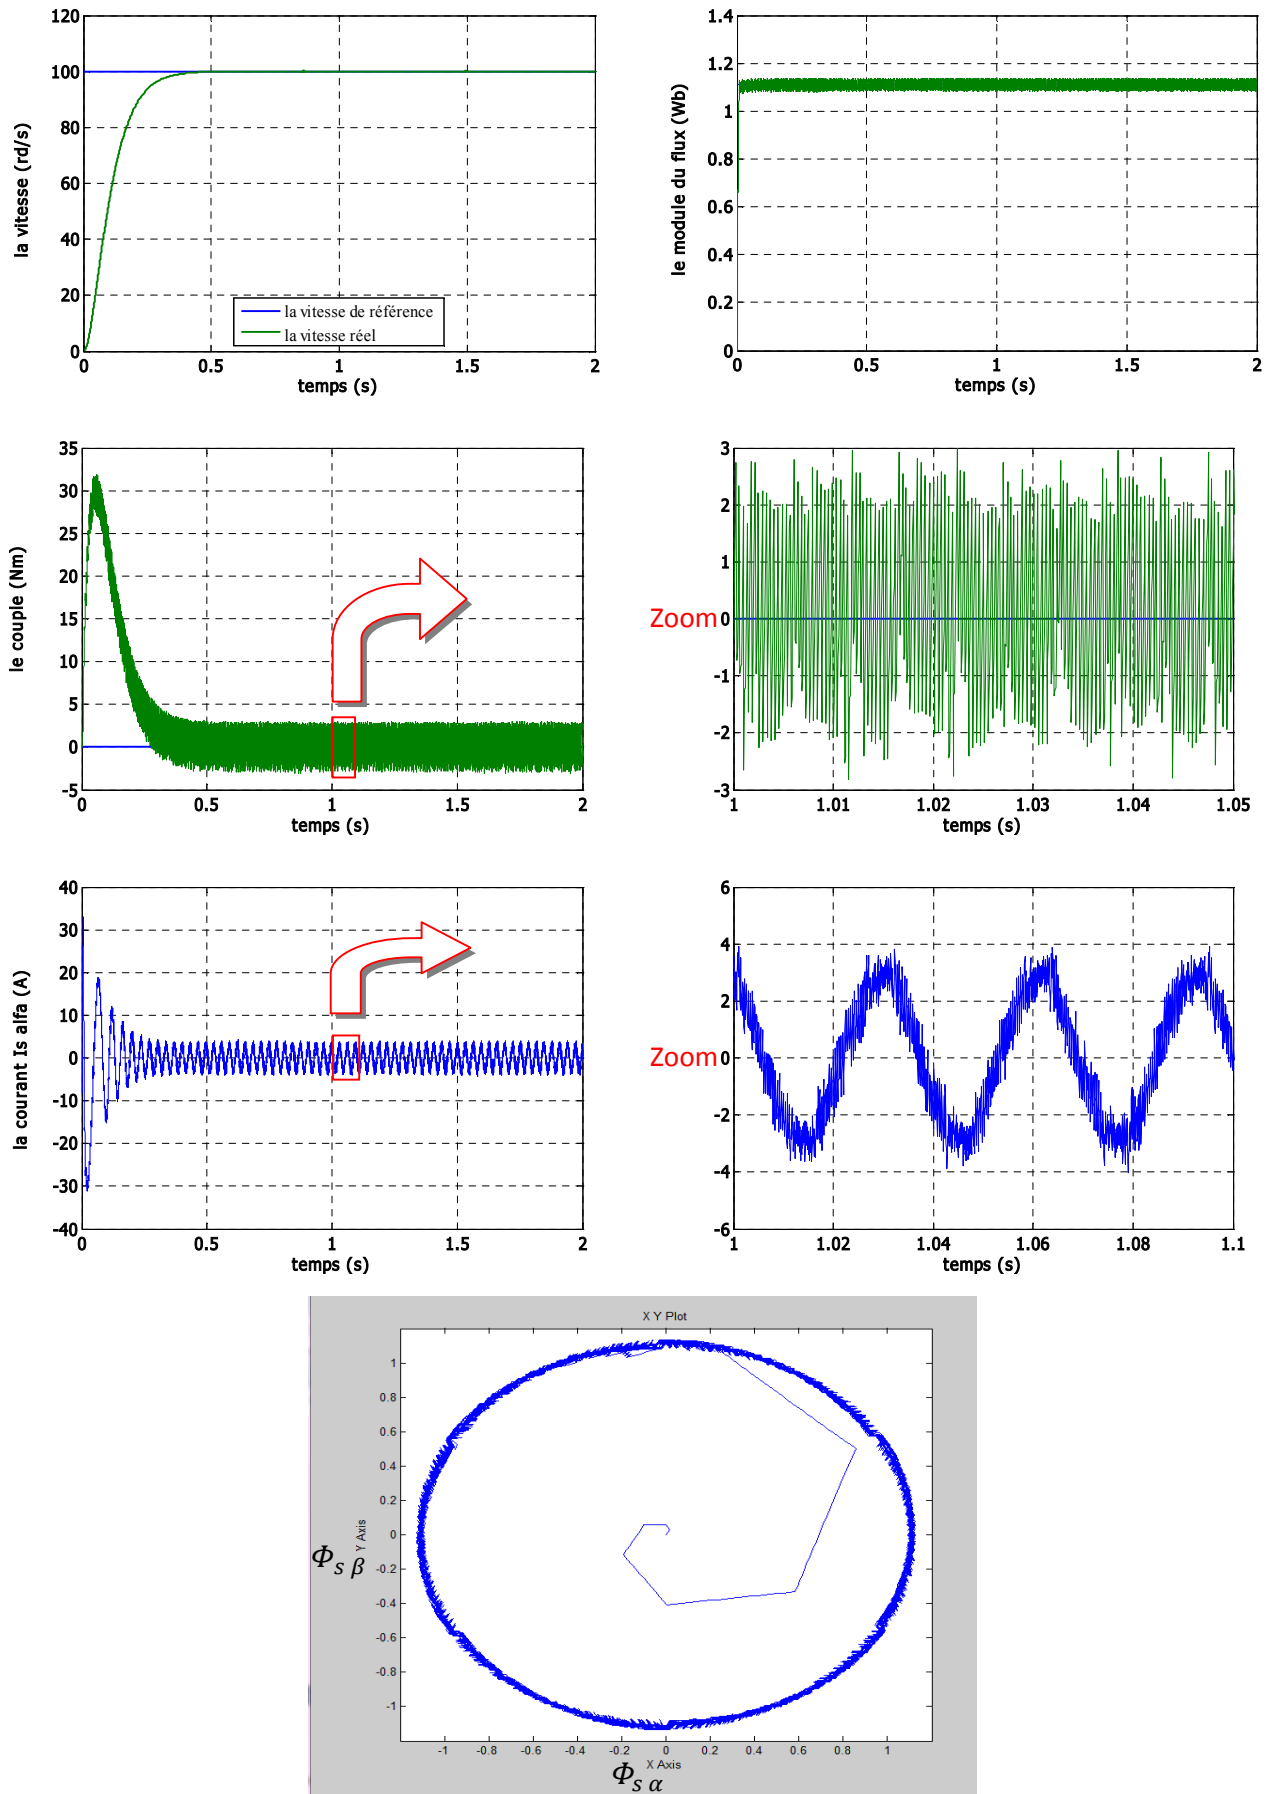 120
100
80
60
40
20
0
la vitesse (rd/s)
la vitesse de référence
la vitesse réel
0 0.5 1 1.5 2
temps (s)
1.4
1.2
1
0.8
0.6
0.4
0.2
0
le module du flux (Wb)
0 0.5 1 1.5 2
temps (s)
35
30
25
20
15
10
5
0
-5
le couple (Nm)
0 0.5 1 1.5 2
temps (s)
3
2
1
0
-1
-2
-3
Zoom
1 1.01 1.02 1.03 1.04 1.05
temps (s)
40
30
20
10
0
-10
-20
-30
-40
la courant Is alfa (A)
0 0.5 1 1.5 2
temps (s)
6
4
2
0
-2
-4
-6
Zoom
1 1.02 1.04 1.06 1.08 1.1
temps (s)
X Y Plot
1
0.8
0.6
0.4
0.2
0
-0.2
-0.4
-0.6
-0.8
-1
Y Axis
Φs β
-1 -0.8 -0.6 -0.4 -0.2 0 0.2 0.4 0.6 0.8 1
X Axis
Φs α